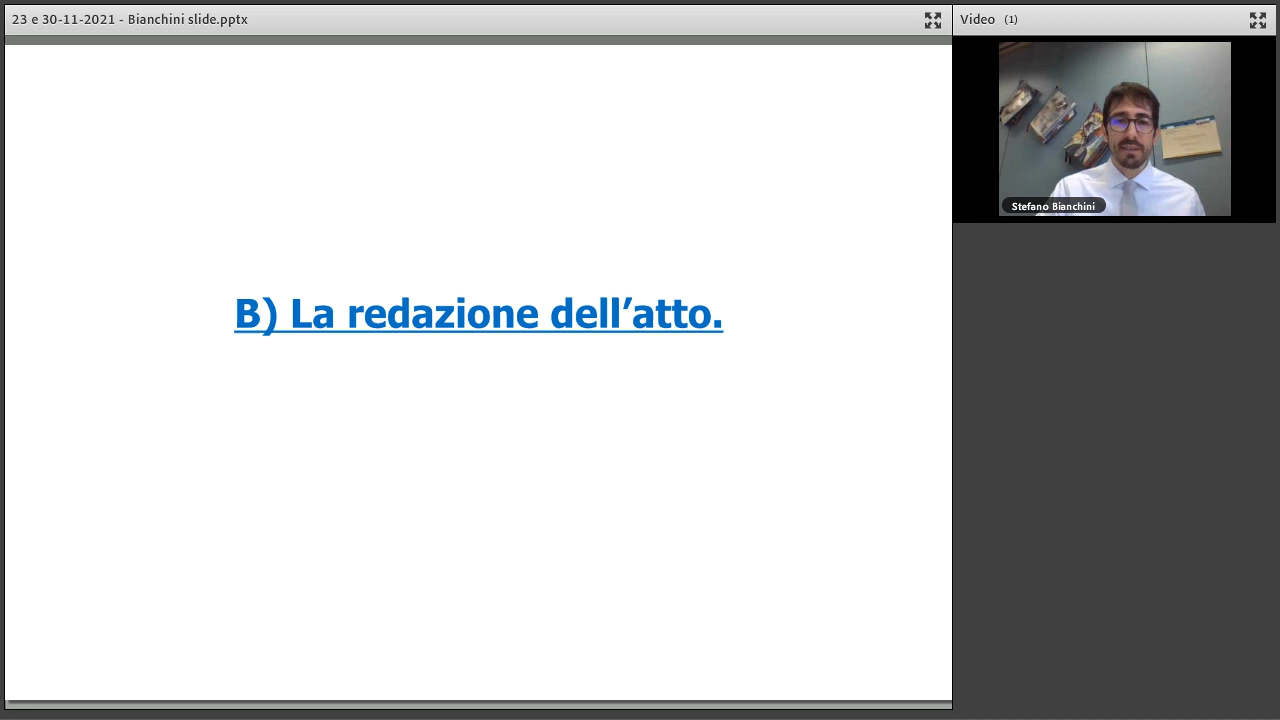 23 e 30-11-2021 - Bianchini slide.pptx
Video (1)
Stefano Bianchini
B) La redazione dell’atto.